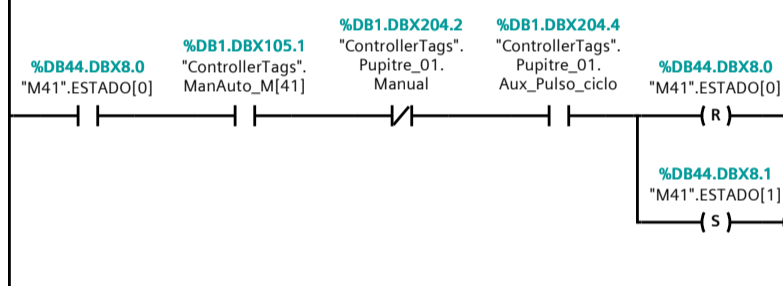 %DB44.DBX8.0
"M41".ESTADO[0]
%DB1.DBX105.1
"ControllerTags".
ManAuto_M[41]
%DB1.DBX204.2
"ControllerTags".
Pupitre_01.
Manual
%DB1.DBX204.4
"ControllerTags".
Pupitre_01.
Aux_Pulso_ciclo
%DB44.DBX8.0
"M41".ESTADO[0]
R
%DB44.DBX8.1
"M41".ESTADO[1]
S